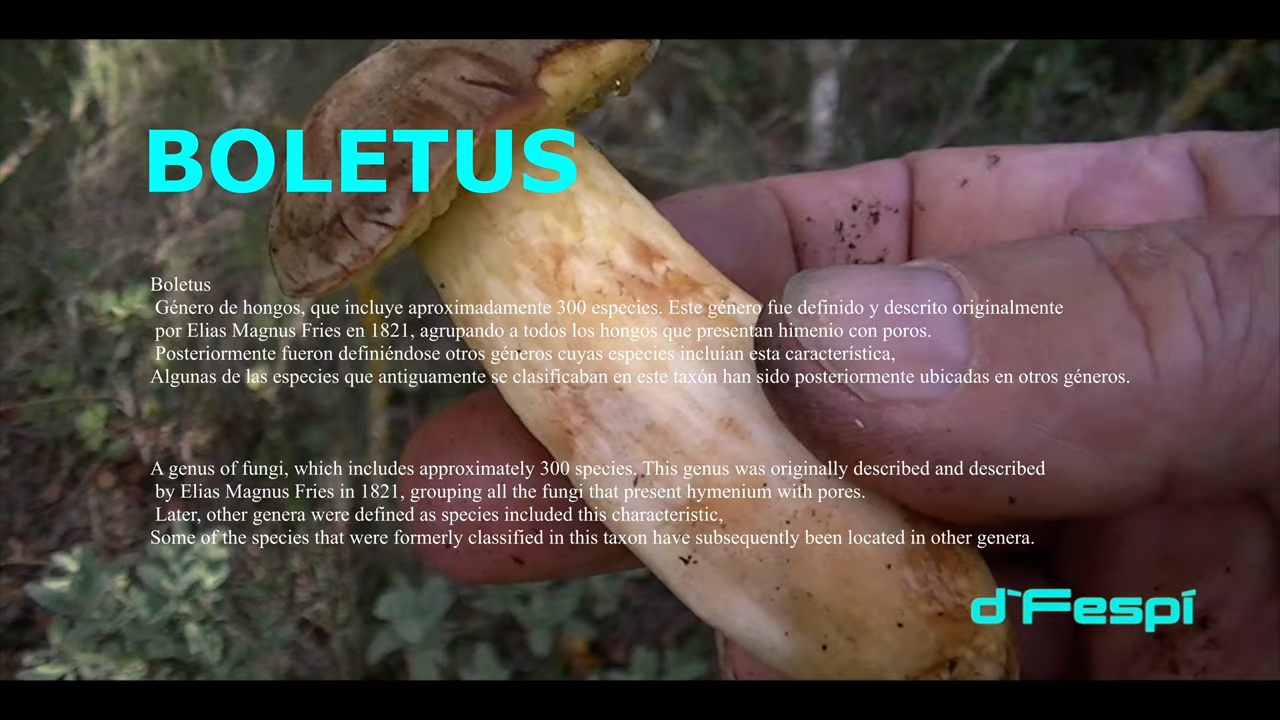 BOLETUS
Boletus
Género de hongos, que incluye aproximadamente 300 especies. Este género fue definido y descrito originalmente
por Elias Magnus Fries en 1821, agrupando a todos los hongos que presentan himenio con poros.
Posteriormente fueron definiéndose otros géneros cuyas especies incluían esta característica,
Algunas de las especies que antiguamente se clasificaban en este taxón han sido posteriormente ubicadas en otros géneros.
A genus of fungi, which includes approximately 300 species. This genus was originally described and described
by Elias Magnus Fries in 1821, grouping all the fungi that present hymenium with pores.
Later, other genera were defined as species included this characteristic,
Some of the species that were formerly classified in this taxon have subsequently been located in other genera.
d`Fespí